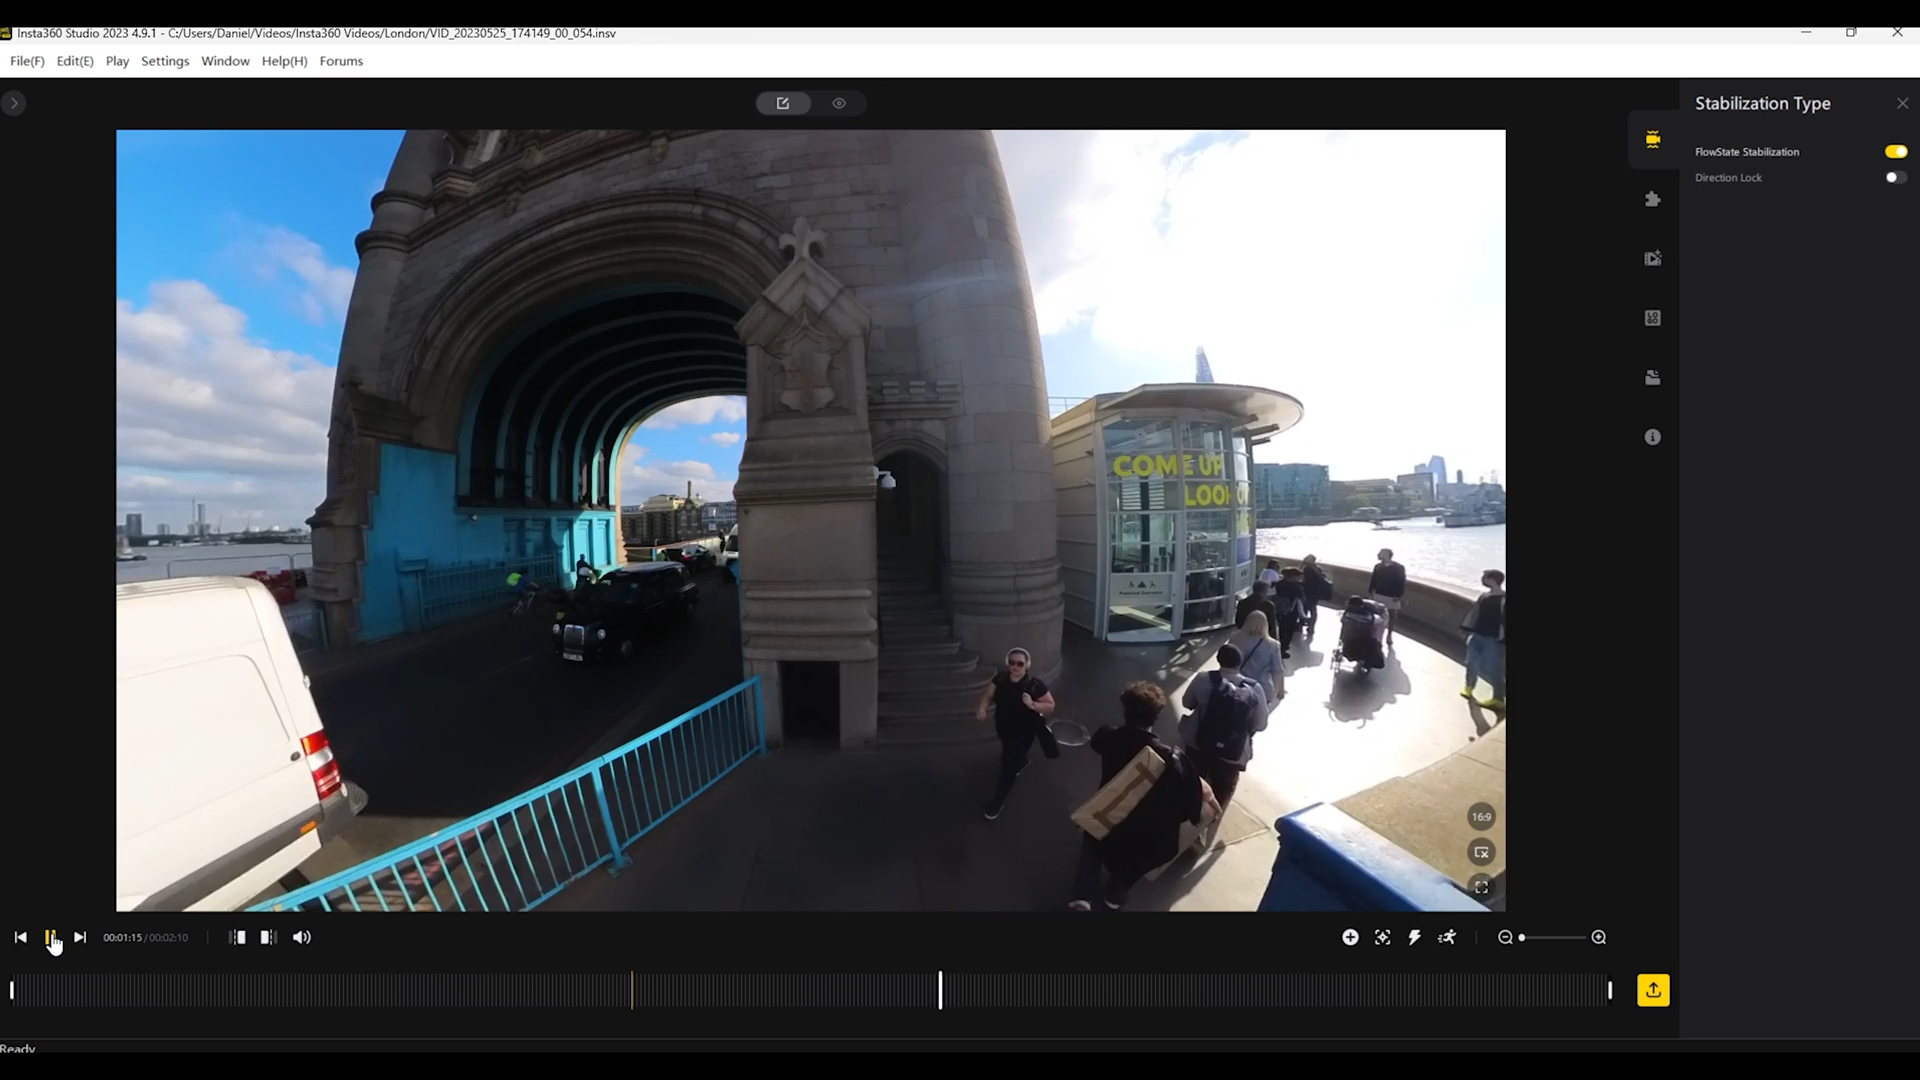 Insta360 Studio 2023 4.9.1 - C:/Users/Daniel/Videos/Insta360 Videos/London/VID_20230525_174149_00_054.insv
File(F) Edit(E) Play Settings Window Help(H) Forums
Stabilization Type
FlowState Stabilization
Direction Lock
COME UP
LOOK
16:9
00:01:15/00:02:10
Ready